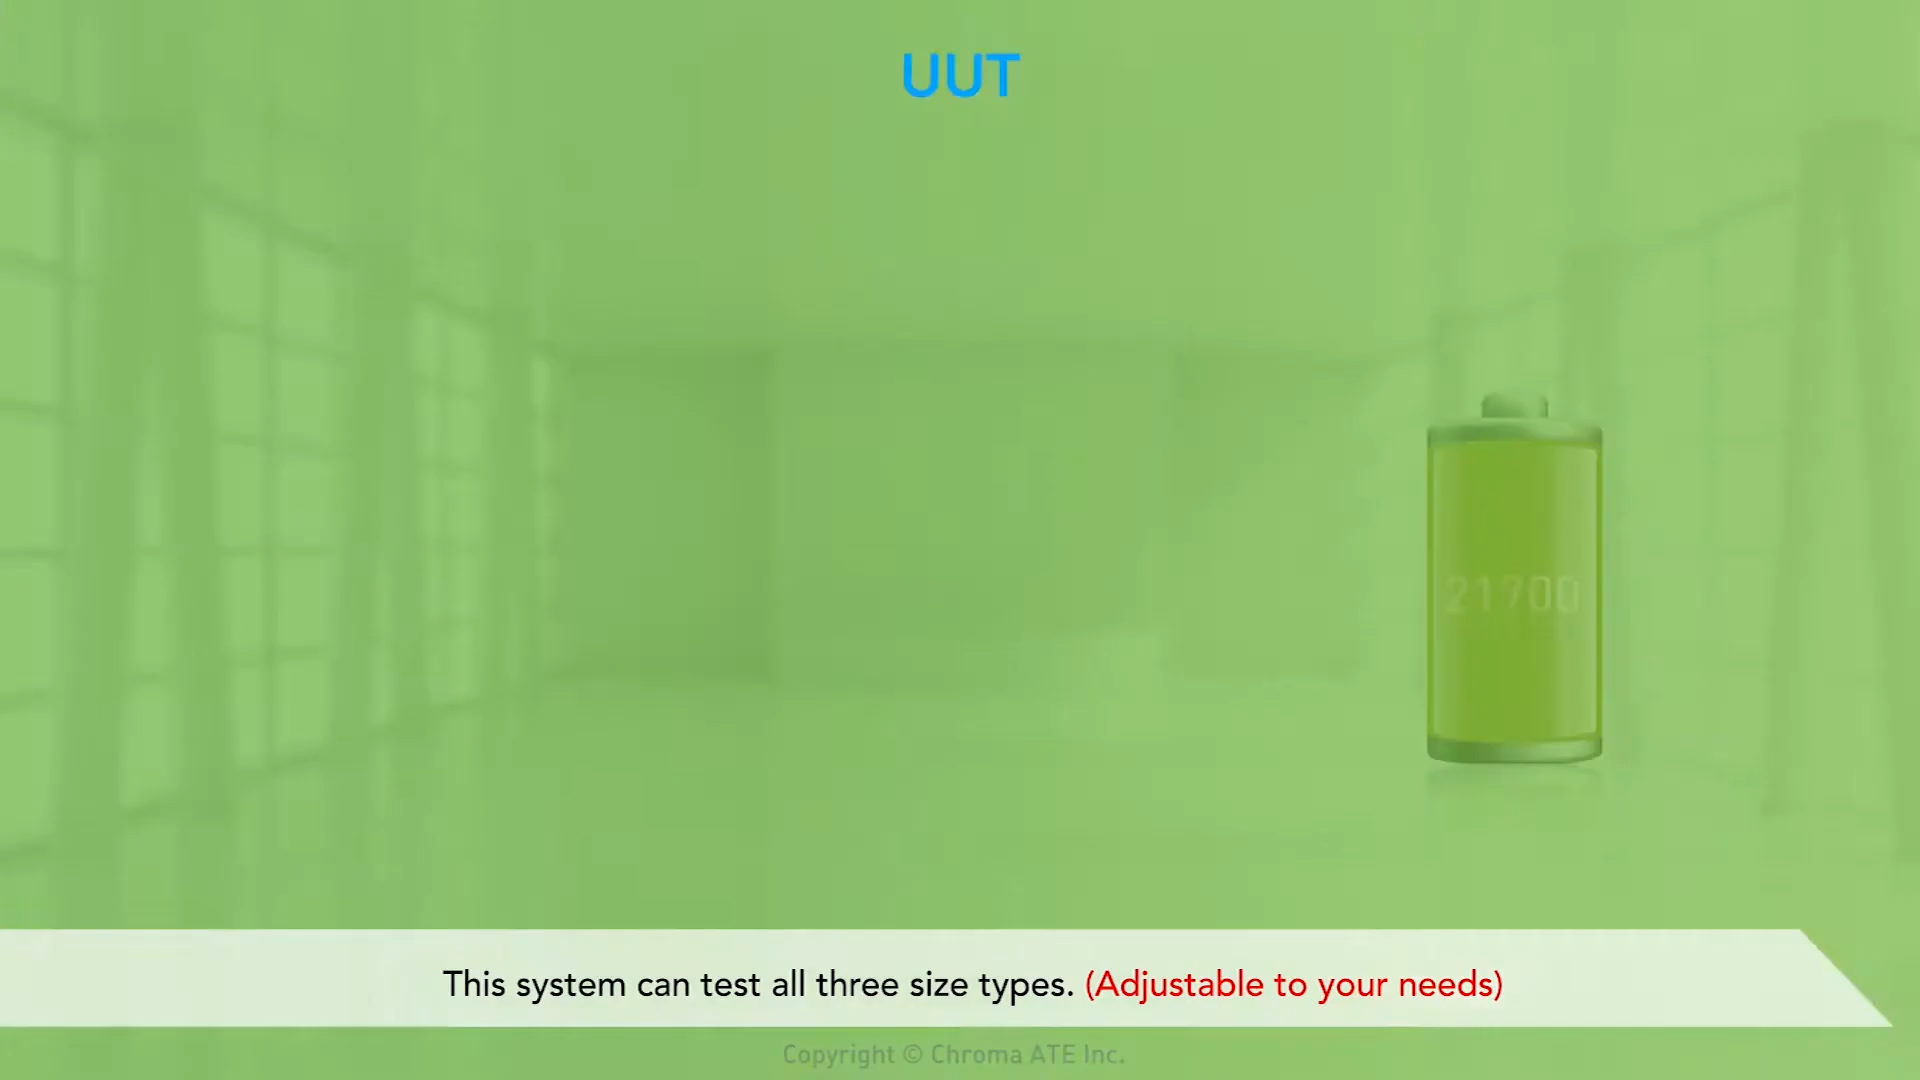 UUT
21700
This system can test all three size types. (Adjustable to your needs)
Copyright © Chroma ATE Inc.